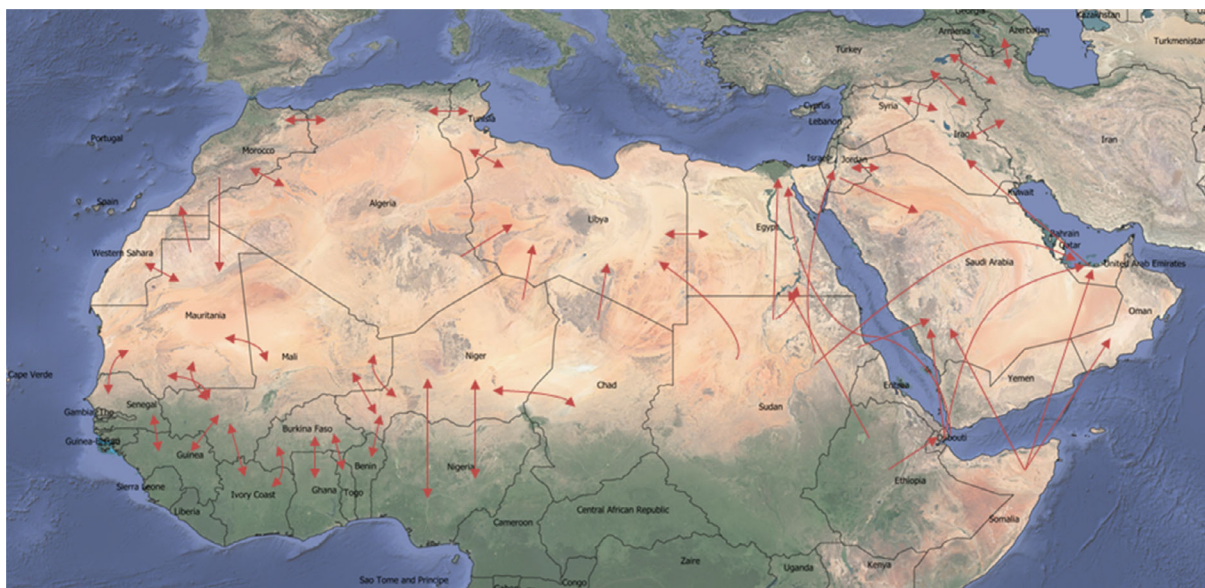 Georgia
Kazakhstan
Armenia
Azerbaijan
Turkmenistan
Turkey
Cyprus
Lebanon
Syria
Iraq
Iran
Portugal
Tunisia
Morocco
Israel
Jordan
Kuwait
Spain
Algeria
Libya
Egypt
Bahrain
Qatar
Western Sahara
Saudi Arabia
United Arab Emirates
Oman
Mauritania
Mali
Niger
Chad
Sudan
Yemen
Eritrea
Cape Verde
Senegal
Gambia The
Burkina Faso
Djibouti
Guinea
Benin
Nigeria
Ethiopia
Sierra Leone
Ivory Coast
Ghana
Togo
Liberia
Central African Republic
Cameroon
Somalia
Zaire
Uganda
Kenya
Sao Tome and Principe
Congo